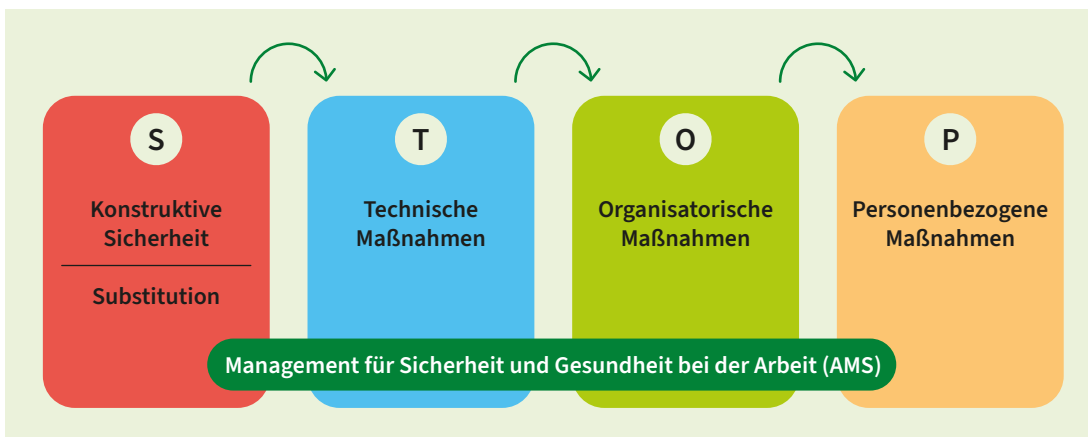 S
Konstruktive
Sicherheit
Substitution
T
Technische
Maßnahmen
O
Organisatorische
Maßnahmen
P
Personenbezogene
Maßnahmen
Management für Sicherheit und Gesundheit bei der Arbeit (AMS)